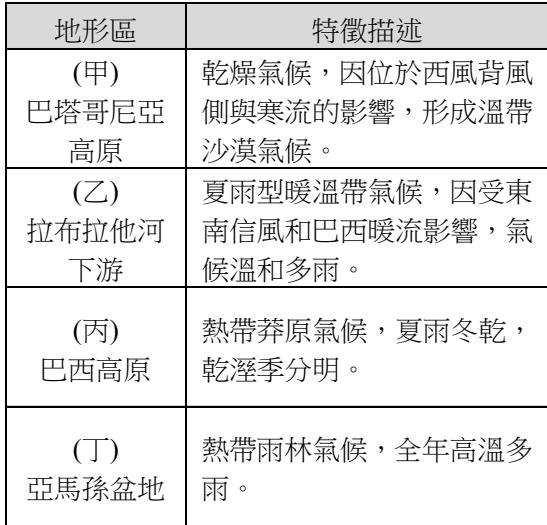 地形區 特徵描述
(甲)
巴塔哥尼亞
高原
乾燥氣候，因位於西風背風
側與寒流的影響，形成溫帶
沙漠氣候。
(乙)
拉布拉他河
下游
夏雨型暖溫帶氣候，因受東
南信風和巴西暖流影響，氣
候溫和多雨。
(丙)
巴西高原
熱帶莽原氣候，夏雨冬乾，
乾溼季分明。
(丁)
亞馬孫盆地
熱帶雨林氣候，全年高溫多
雨。